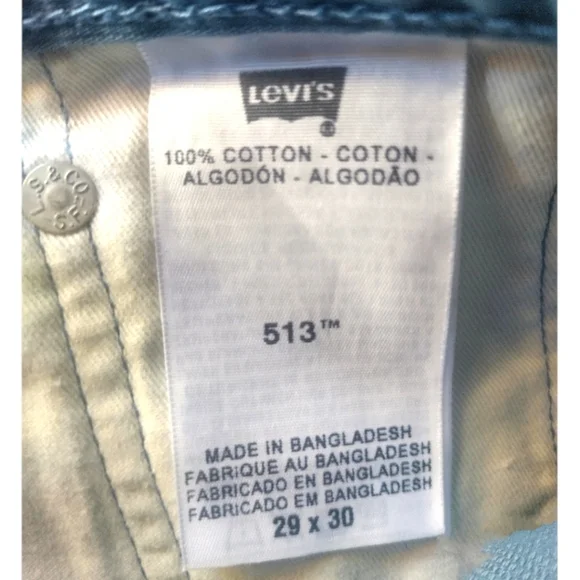 Levi's
100% COTTON - COTON -
ALGODÓN - ALGODÃO
L.S.&CO. S.F.
513™
MADE IN BANGLADESH
FABRIQUE AU BANGLADESH
FABRICADO EN BANGLADESH
FABRICADO EM BANGLADESH
29 x 30